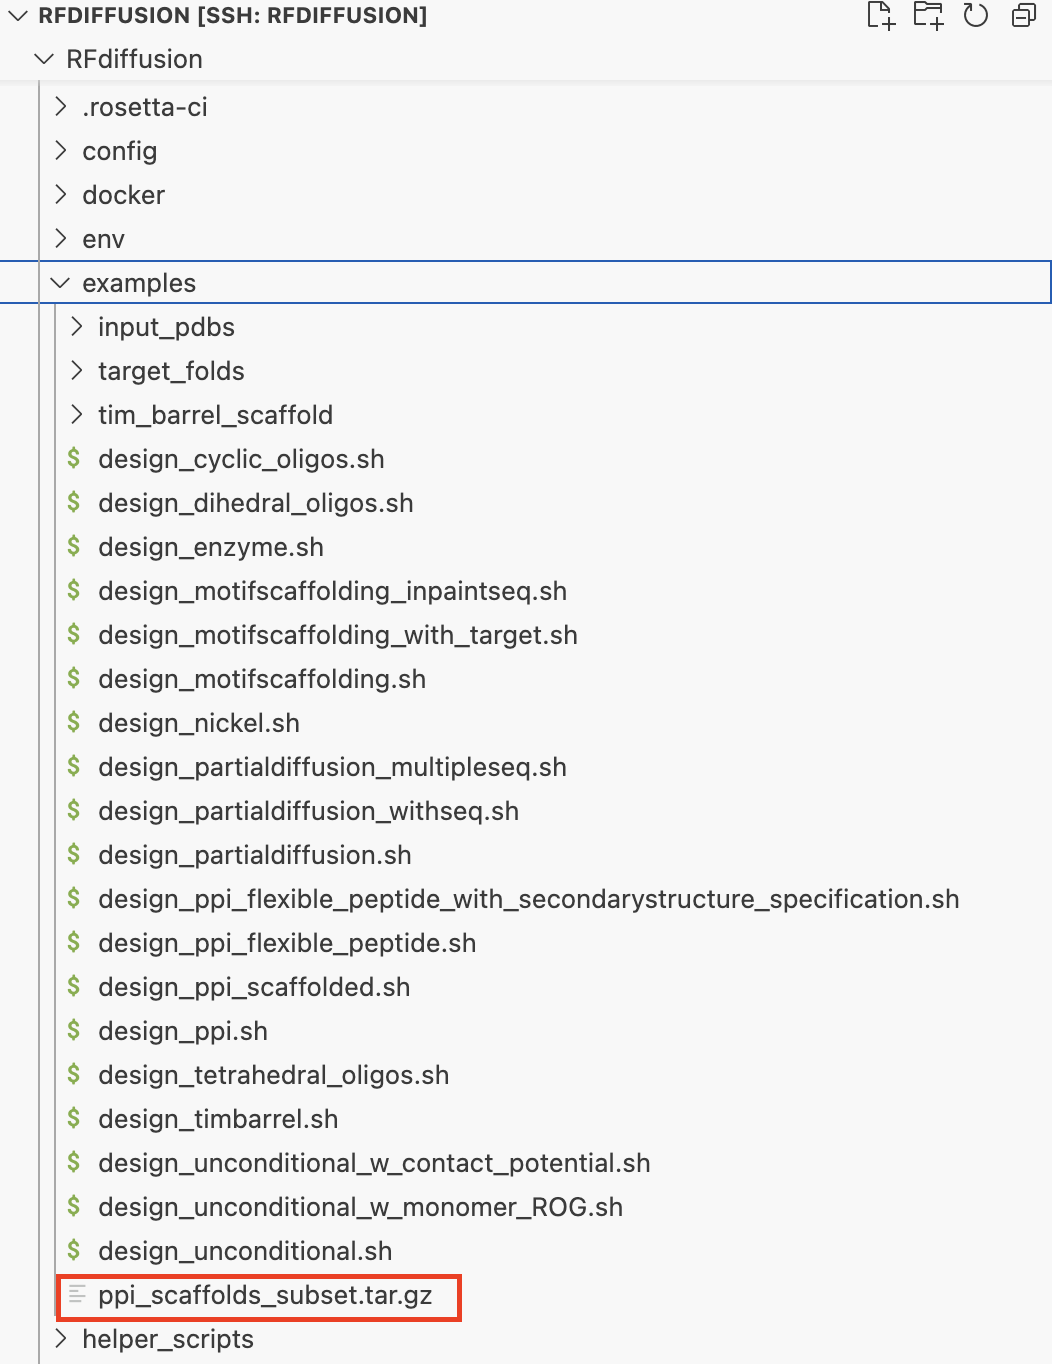 RFDIFFUSION [SSH: RFDIFFUSION]
RFdiffusion
.rosetta-ci
config
docker
env
examples
input_pdbs
target_folds
tim_barrel_scaffold
$ design_cyclic_oligos.sh
$ design_dihedral_oligos.sh
$ design_enzyme.sh
$ design_motifscaffolding_inpaintseq.sh
$ design_motifscaffolding_with_target.sh
$ design_motifscaffolding.sh
$ design_nickel.sh
$ design_partialdiffusion_multipleseq.sh
$ design_partialdiffusion_withseq.sh
$ design_partialdiffusion.sh
$ design_ppi_flexible_peptide_with_secondarystructure_specification.sh
$ design_ppi_flexible_peptide.sh
$ design_ppi_scaffolded.sh
$ design_ppi.sh
$ design_tetrahedral_oligos.sh
$ design_timbarrel.sh
$ design_unconditional_w_contact_potential.sh
$ design_unconditional_w_monomer_ROG.sh
$ design_unconditional.sh
ppi_scaffolds_subset.tar.gz
helper_scripts